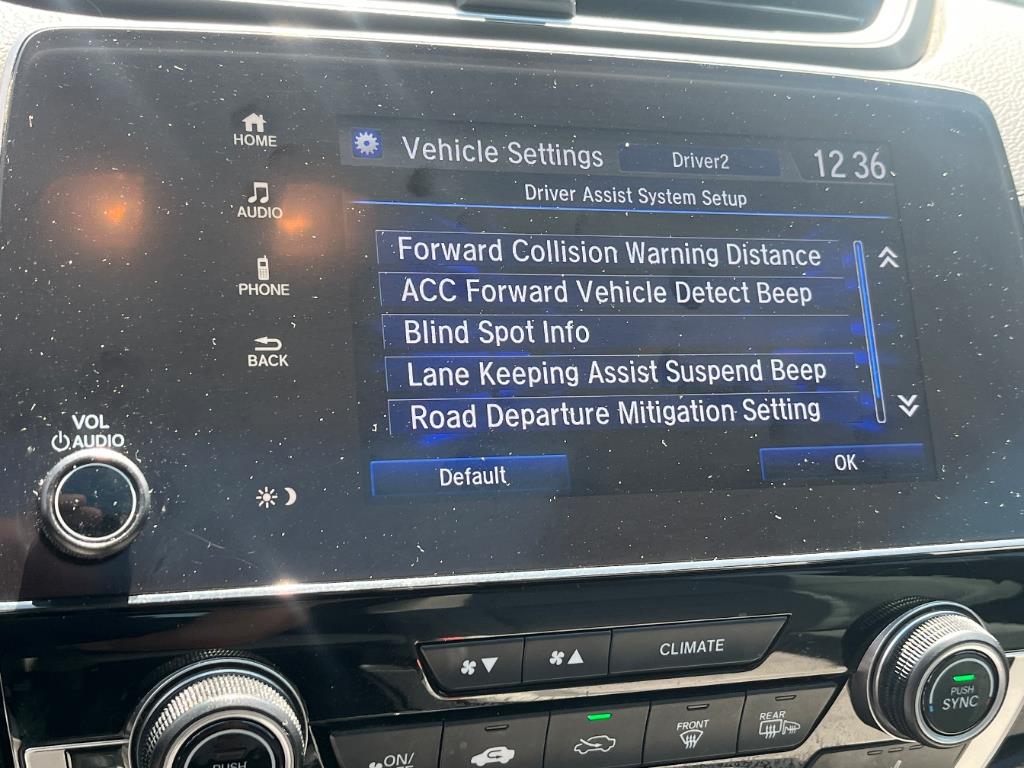 HOME
Vehicle Settings Driver2 12 36
Driver Assist System Setup
AUDIO
Forward Collision Warning Distance
PHONE
ACC Forward Vehicle Detect Beep
Blind Spot Info
BACK
Lane Keeping Assist Suspend Beep
Road Departure Mitigation Setting
VOL
AUDIO
Default
OK
CLIMATE
PUSH
SYNC
FRONT
REAR
ON/
PUSH